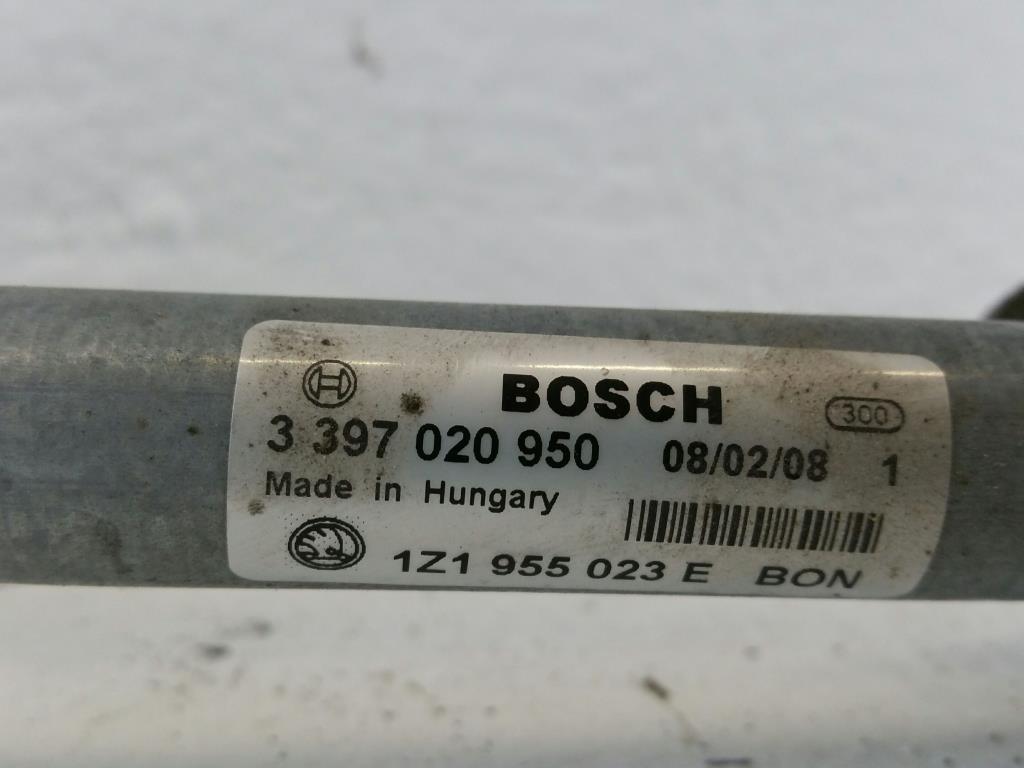 BOSCH 300
3 397 020 950 08/02/08 1
Made in Hungary
1Z1 955 023 E BON